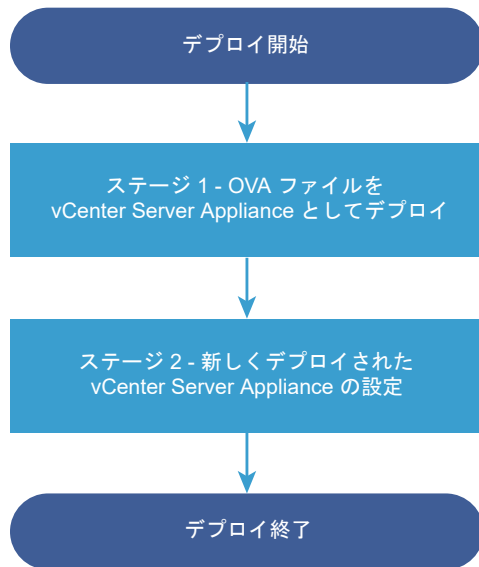 デプロイ開始
ステージ 1 - OVA ファイルを
vCenter Server Appliance としてデプロイ
ステージ 2 - 新しくデプロイされた
vCenter Server Appliance の設定
デプロイ終了